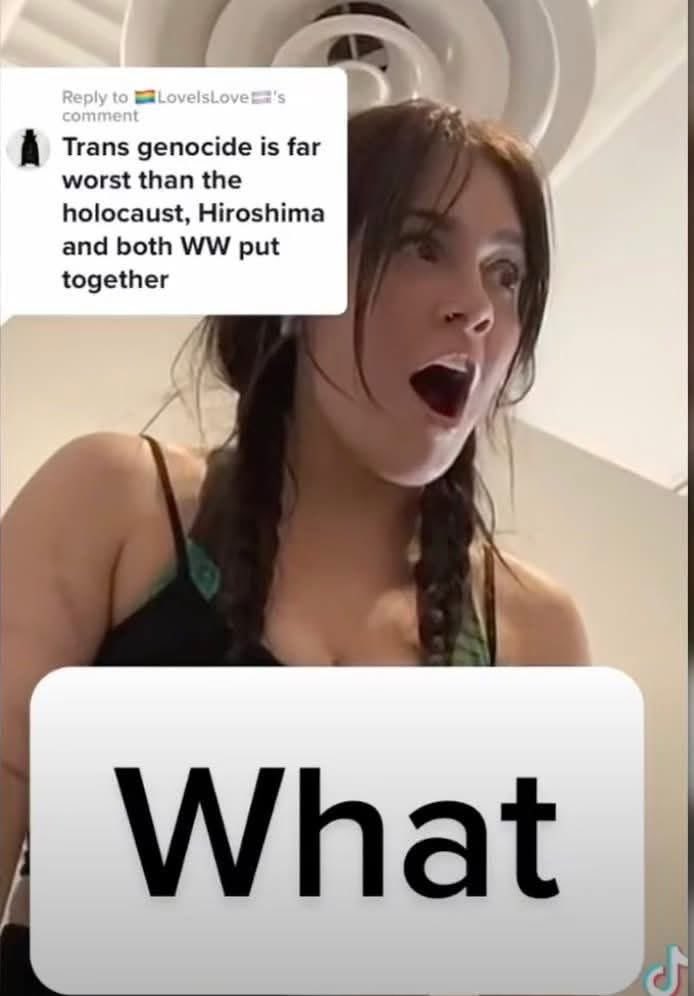 Reply to 🏳️‍🌈LoveIsLove🏳️‍⚧️'s
comment
Trans genocide is far
worst than the
holocaust, Hiroshima
and both WW put
together
What